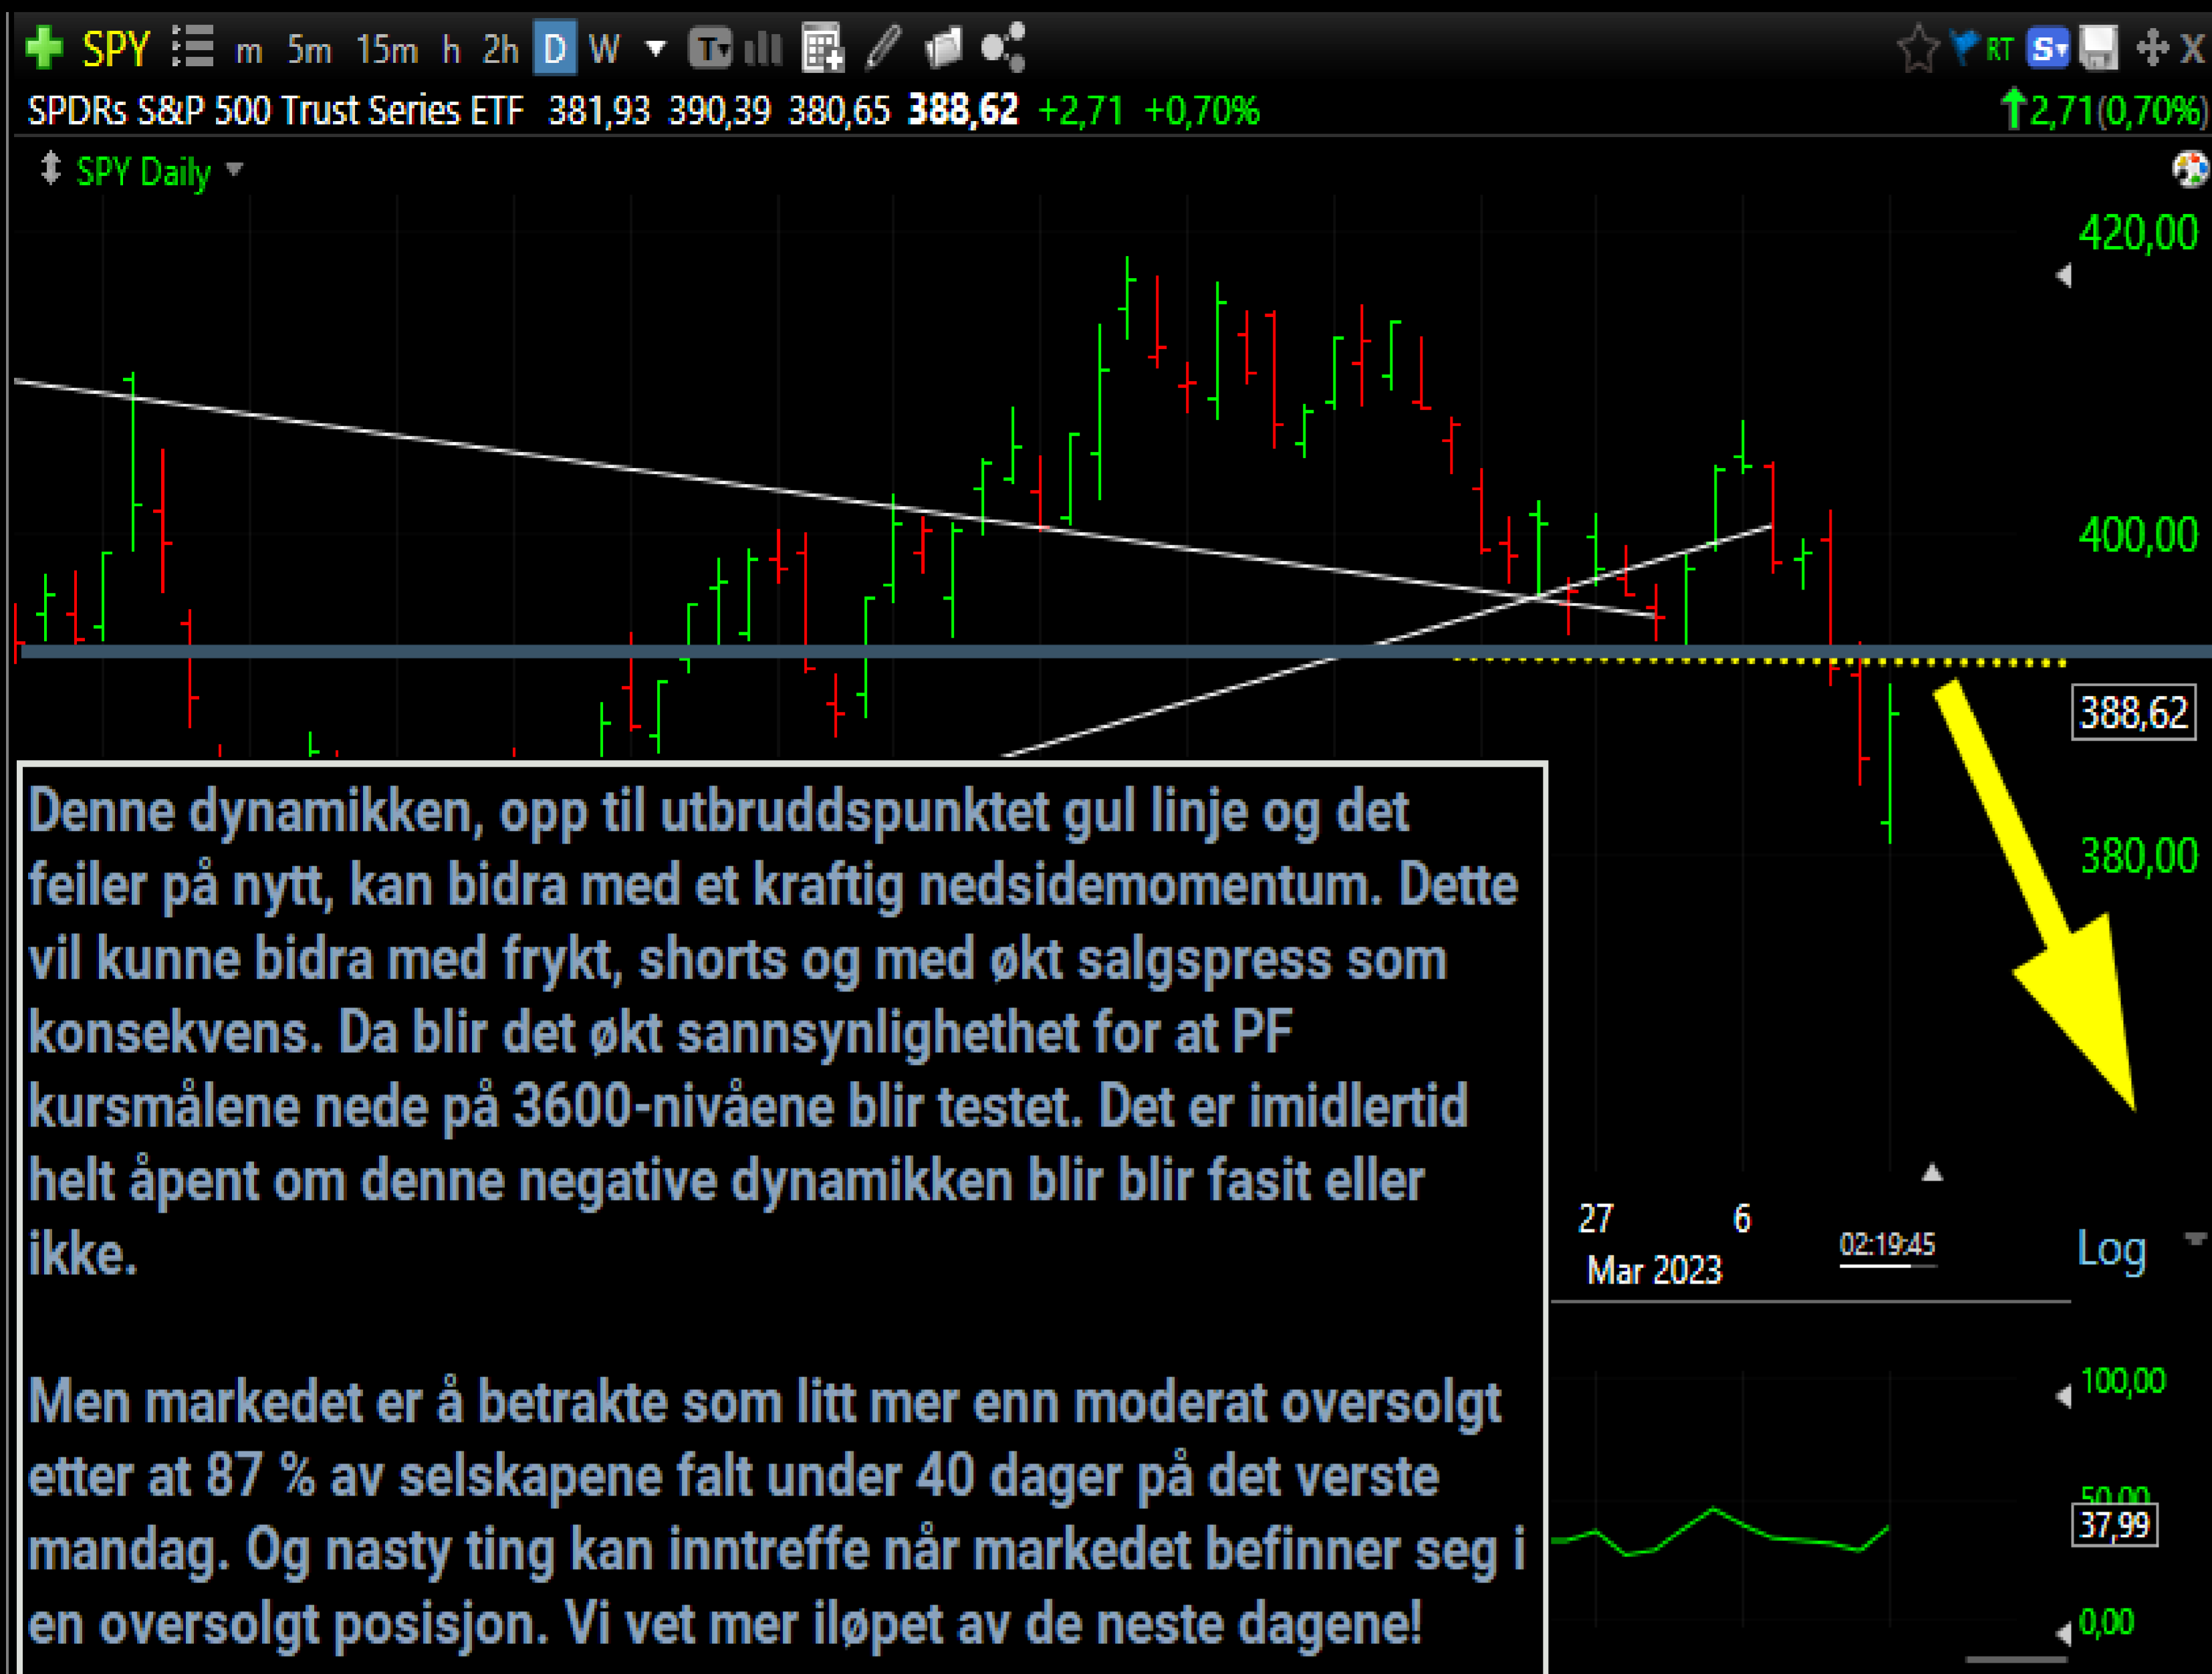 SPY m 5m 15m h 2h D W T RT S X
SPDRs S&P 500 Trust Series ETF 381,93 390,39 380,65 388,62 +2,71 +0,70% 2,71(0,70%)
SPY Daily
420,00
400,00
388,62
380,00
Denne dynamikken, opp til utbruddspunktet gul linje og det
feiler på nytt, kan bidra med et kraftig nedsidemomentum. Dette
vil kunne bidra med frykt, shorts og med økt salgspress som
konsekvens. Da blir det økt sannsynlighethet for at PF
kursmålene nede på 3600-nivåene blir testet. Det er imidlertid
helt åpent om denne negative dynamikken blir blir fasit eller
ikke.
Men markedet er å betrakte som litt mer enn moderat oversolgt
etter at 87 % av selskapene falt under 40 dager på det verste
mandag. Og nasty ting kan inntreffe når markedet befinner seg i
en oversolgt posisjon. Vi vet mer iløpet av de neste dagene!
27 6
02:19:45
Log
Mar 2023
100,00
50,00
37,99
0,00